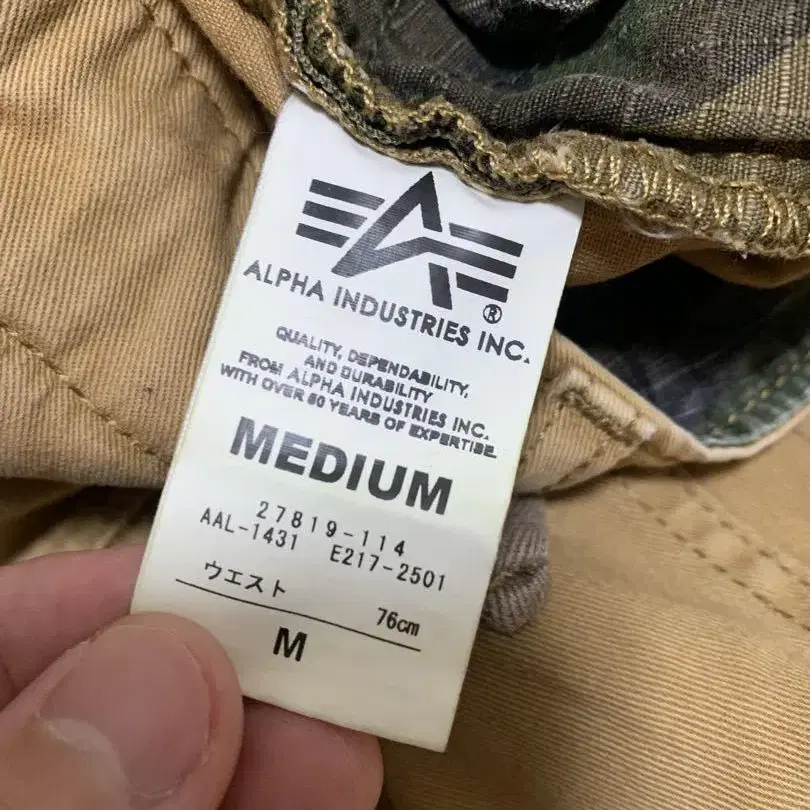 ALPHA INDUSTRIES INC.®
QUALITY, DEPENDABILITY,
AND DURABILITY
FROM ALPHA INDUSTRIES INC.
WITH OVER 50 YEARS OF EXPERTISE.
MEDIUM
27819-114
AAL-1431 E217-2501
ウエスト 76cm
M